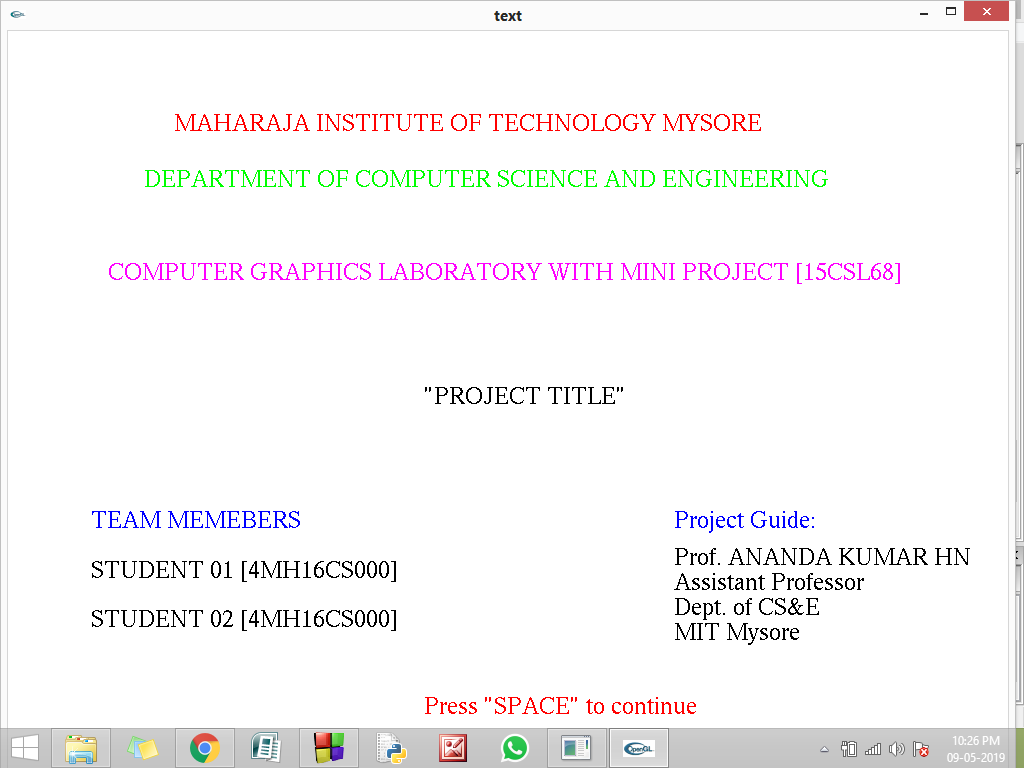 text
MAHARAJA INSTITUTE OF TECHNOLOGY MYSORE
DEPARTMENT OF COMPUTER SCIENCE AND ENGINEERING
COMPUTER GRAPHICS LABORATORY WITH MINI PROJECT [15CSL68]
"PROJECT TITLE"
TEAM MEMEBERS
STUDENT 01 [4MH16CS000]
STUDENT 02 [4MH16CS000]
Project Guide:
Prof. ANANDA KUMAR HN
Assistant Professor
Dept. of CS&E
MIT Mysore
Press "SPACE" to continue
OpenGL
10:26 PM
09-05-2019